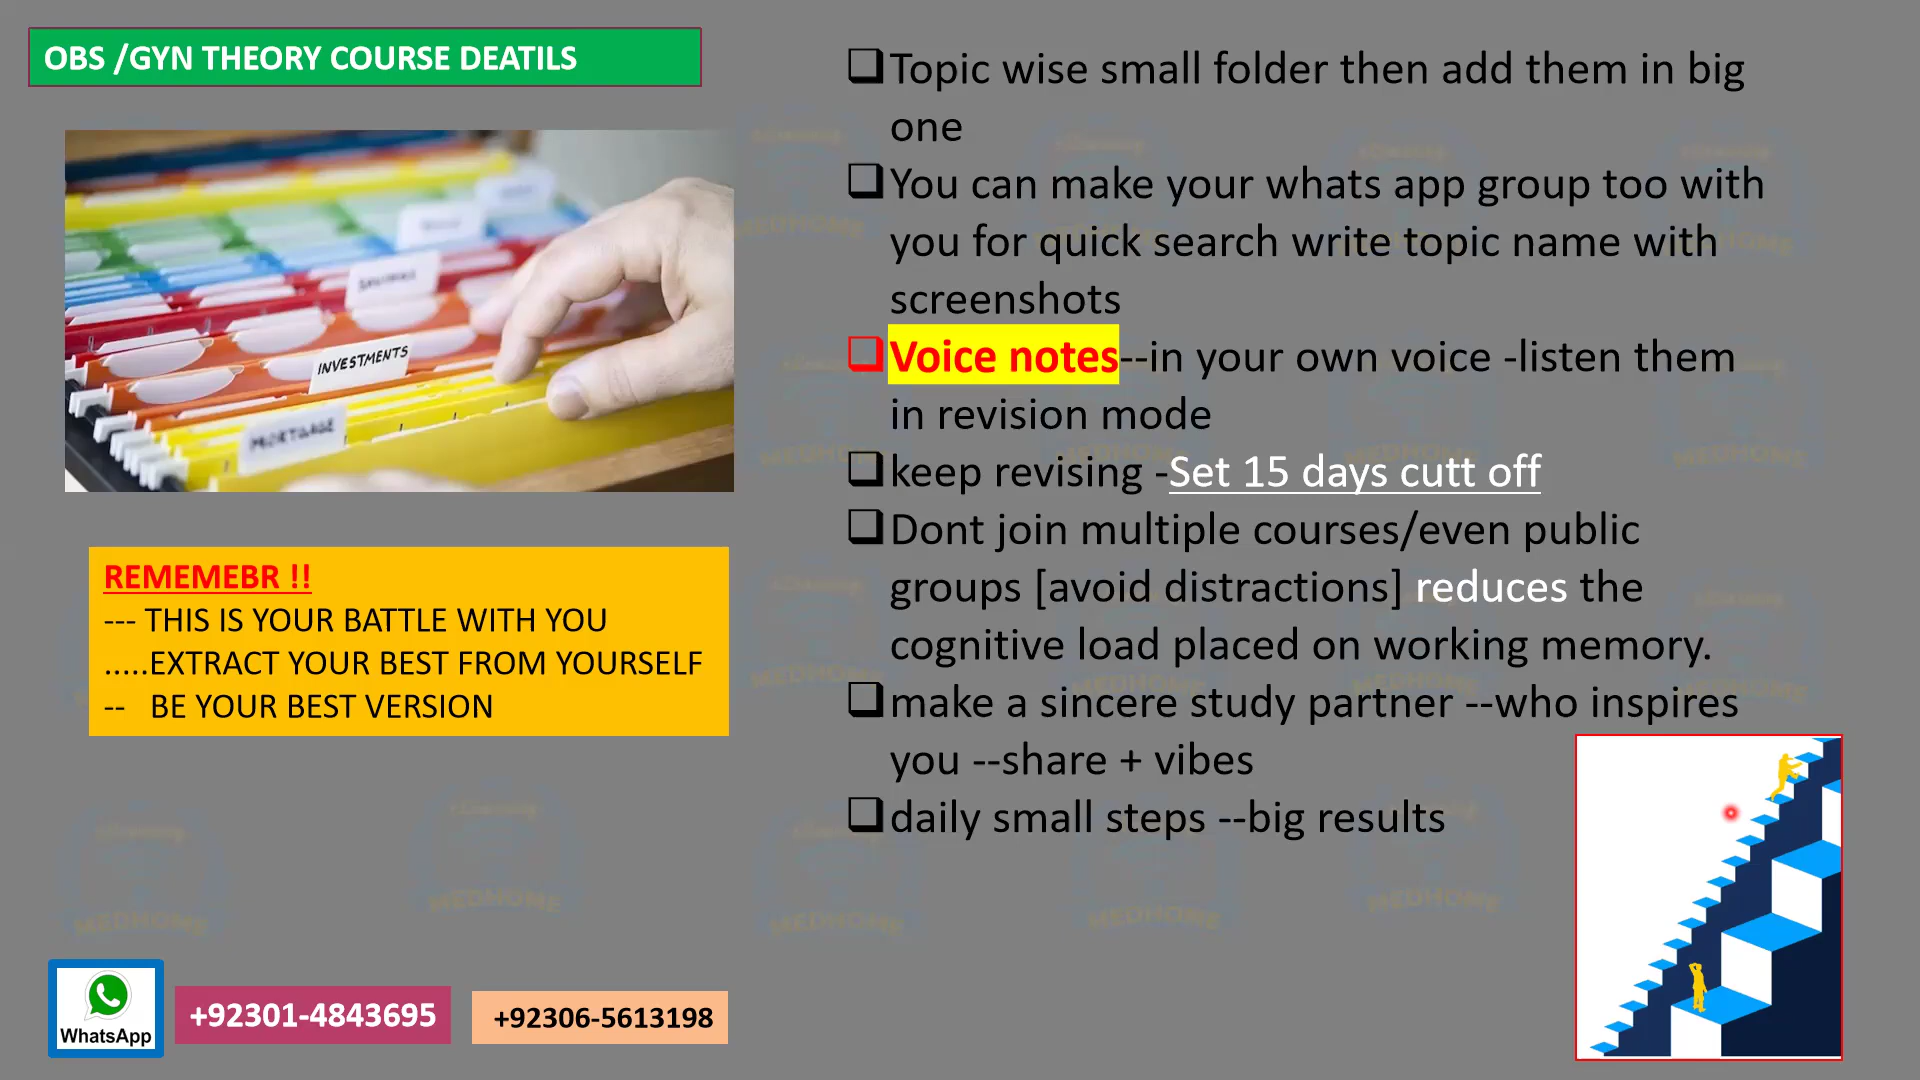 OBS /GYN THEORY COURSE DEATILS
INVESTMENTS
MORTGAGE
REMEMEBR !!
--- THIS IS YOUR BATTLE WITH YOU
.....EXTRACT YOUR BEST FROM YOURSELF
-- BE YOUR BEST VERSION
Topic wise small folder then add them in big
one
You can make your whats app group too with
you for quick search write topic name with
screenshots
Voice notes--in your own voice -listen them
in revision mode
keep revising -Set 15 days cutt off
Dont join multiple courses/even public
groups [avoid distractions] reduces the
cognitive load placed on working memory.
make a sincere study partner --who inspires
you --share + vibes
daily small steps --big results
WhatsApp
+92301-4843695
+92306-5613198
MEDHOME